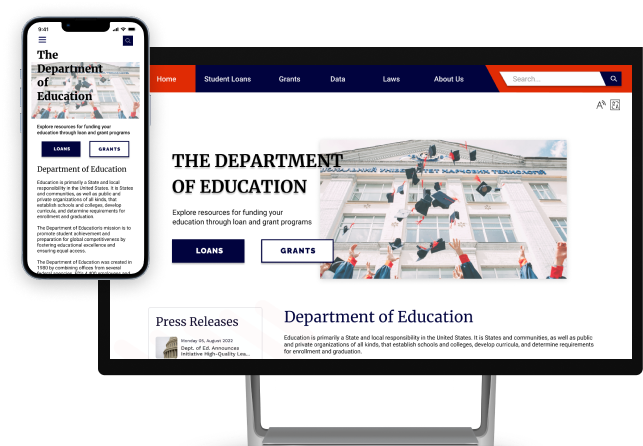 9:41
The
Department
of
Education
Explore resources for funding your
education through loan and grant programs
LOANS
GRANTS
Department of Education
Education is primarily a State and local
responsibility in the United States. It is States
and communities, as well as public and
private organizations of all kinds, that
establish schools and colleges, develop
curricula, and determine requirements for
enrollment and graduation.
The Department of Education's mission is to
promote student achievement and
preparation for global competitiveness by
fostering educational excellence and
ensuring equal access.
The Department of Education was created in
1980 by combining offices from several
Home
Student Loans
Grants
Data
Laws
About Us
Search...
THE DEPARTMENT
OF EDUCATION
Explore resources for funding your
education through loan and grant programs
LOANS
GRANTS
Press Releases
Monday 05, August 2022
Dept. of Ed. Announces
Initiative High-Quality Lea...
Department of Education
Education is primarily a State and local responsibility in the United States. It is States and communities, as well as public
and private organizations of all kinds, that establish schools and colleges, develop curricula, and determine requirements
for enrollment and graduation.